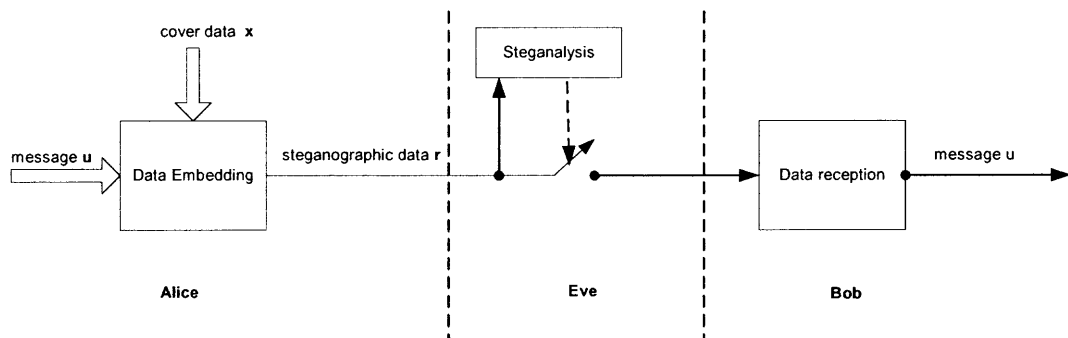 cover data x
Steganalysis
message u
Data Embedding
steganographic data r
Data reception
message u
Alice
Eve
Bob